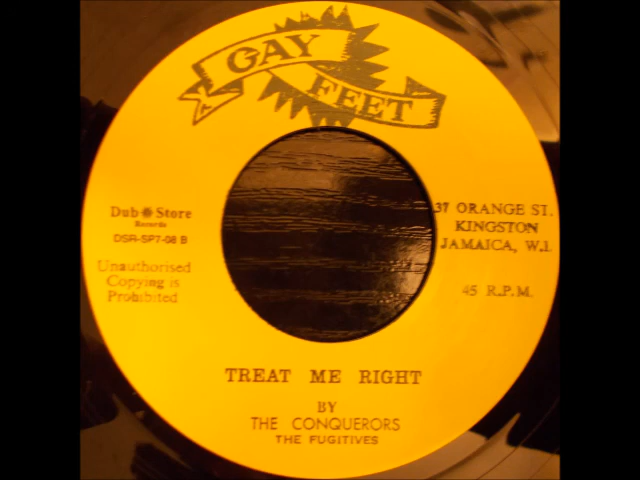 GAY
FEET
Dub Store
Records
DSR-SP7-08 B
Unauthorised
Copying is
Prohibited
37 ORANGE ST.
KINGSTON
JAMAICA, W.I.
45 R.P.M.
TREAT ME RIGHT
BY
THE CONQUERORS
THE FUGITIVES